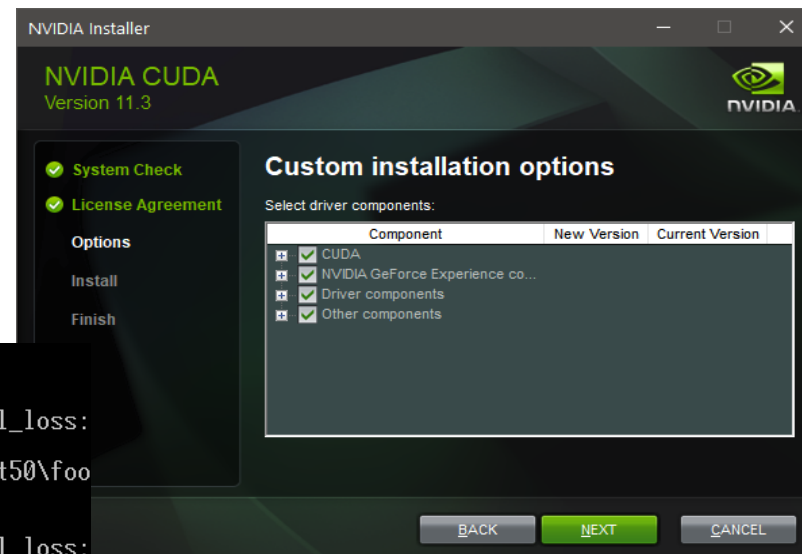 NVIDIA Installer
NVIDIA CUDA
Version 11.3
NVIDIA.
System Check
License Agreement
Options
Install
Finish
Custom installation options
Select driver components:
Component New Version Current Version
CUDA
NVIDIA GeForce Experience co...
Driver components
Other components
l_loss:
t50\foo
l_loss:
BACK NEXT CANCEL